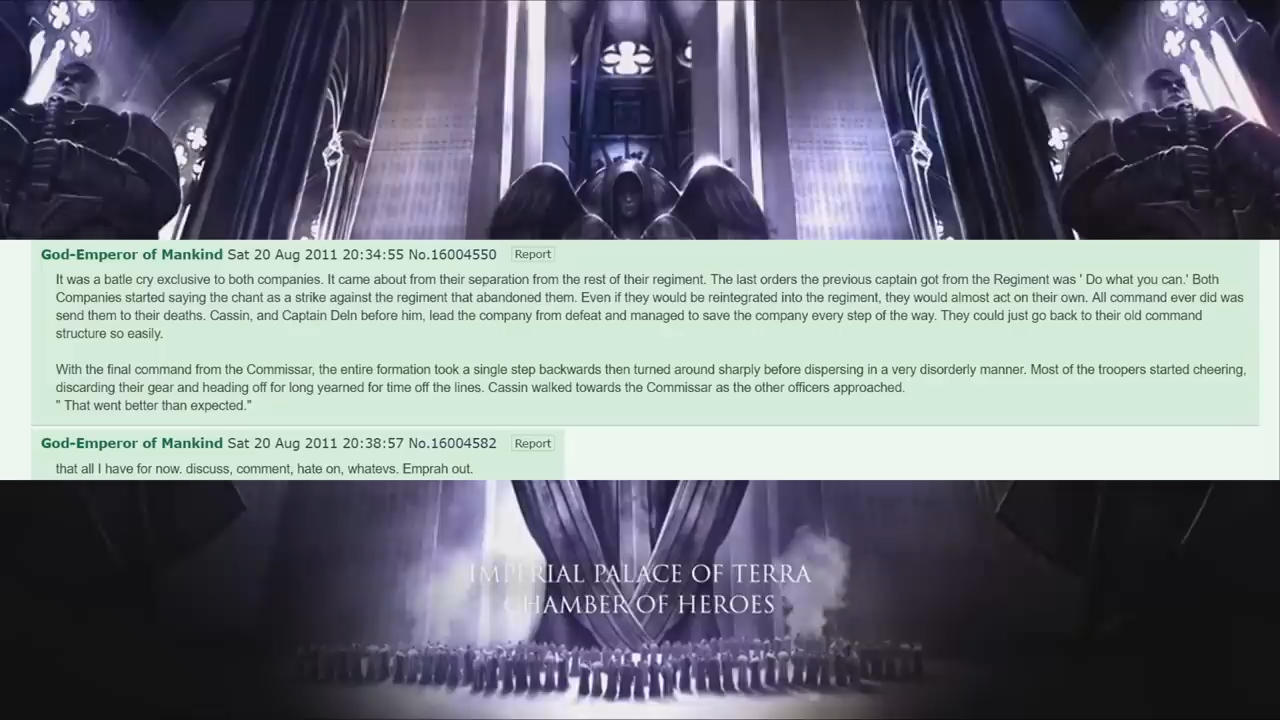 God-Emperor of Mankind Sat 20 Aug 2011 20:34:55 No.16004550 Report
It was a batle cry exclusive to both companies. It came about from their separation from the rest of their regiment. The last orders the previous captain got from the Regiment was ' Do what you can.' Both
Companies started saying the chant as a strike against the regiment that abandoned them. Even if they would be reintegrated into the regiment, they would almost act on their own. All command ever did was
send them to their deaths. Cassin, and Captain Deln before him, lead the company from defeat and managed to save the company every step of the way. They could just go back to their old command
structure so easily.
With the final command from the Commissar, the entire formation took a single step backwards then turned around sharply before dispersing in a very disorderly manner. Most of the troopers started cheering,
discarding their gear and heading off for long yearned for time off the lines. Cassin walked towards the Commissar as the other officers approached.
" That went better than expected."
God-Emperor of Mankind Sat 20 Aug 2011 20:38:57 No.16004582 Report
that all I have for now. discuss, comment, hate on, whatevs. Emprah out.
IMPERIAL PALACE OF TERRA
CHAMBER OF HEROES